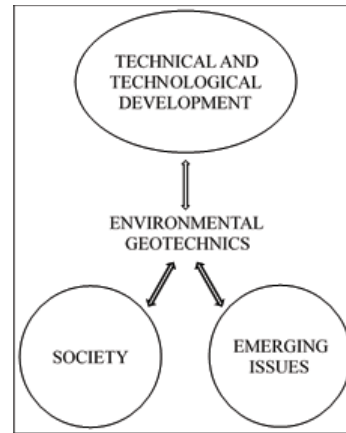 TECHNICAL AND
TECHNOLOGICAL
DEVELOPMENT
ENVIRONMENTAL
GEOTECHNICS
SOCIETY
EMERGING
ISSUES